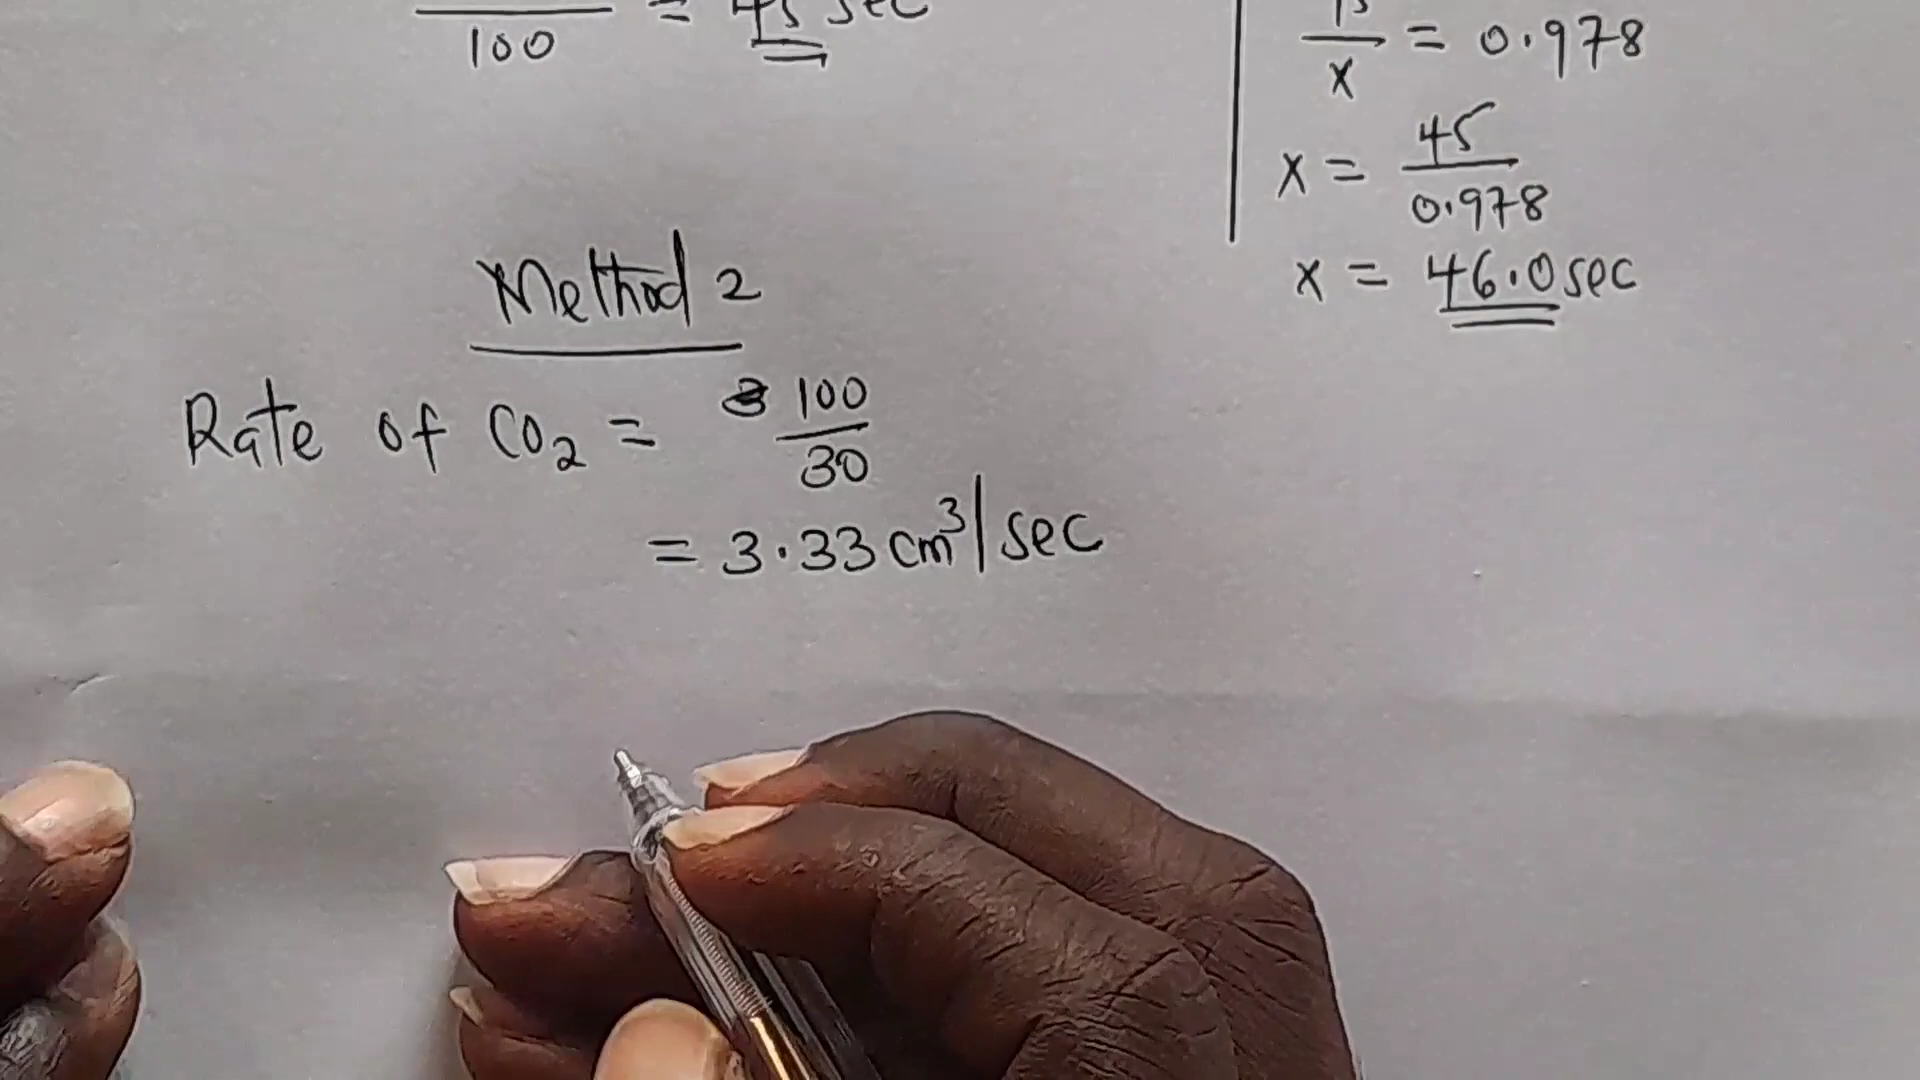 100 = 45 sec
x = 0.978
x = 45
0.978
x = 46.0 sec
Method 2
Rate of CO₂ = 100
30
= 3.33 cm³/sec